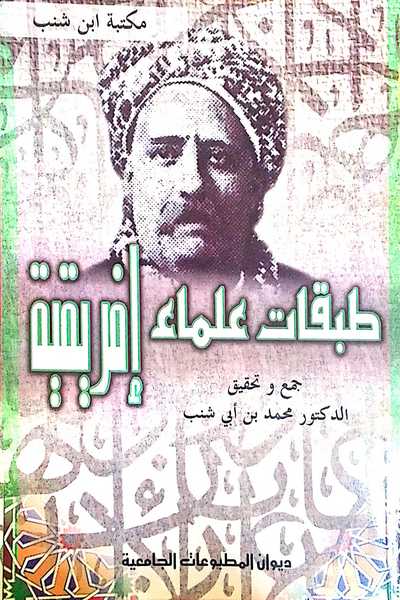 مكتبة ابن شنب
طبقات علماء إفريقية
جمع و تحقيق
الدكتور محمد بن أبي شنب
ديوان المطبوعات الجامعية